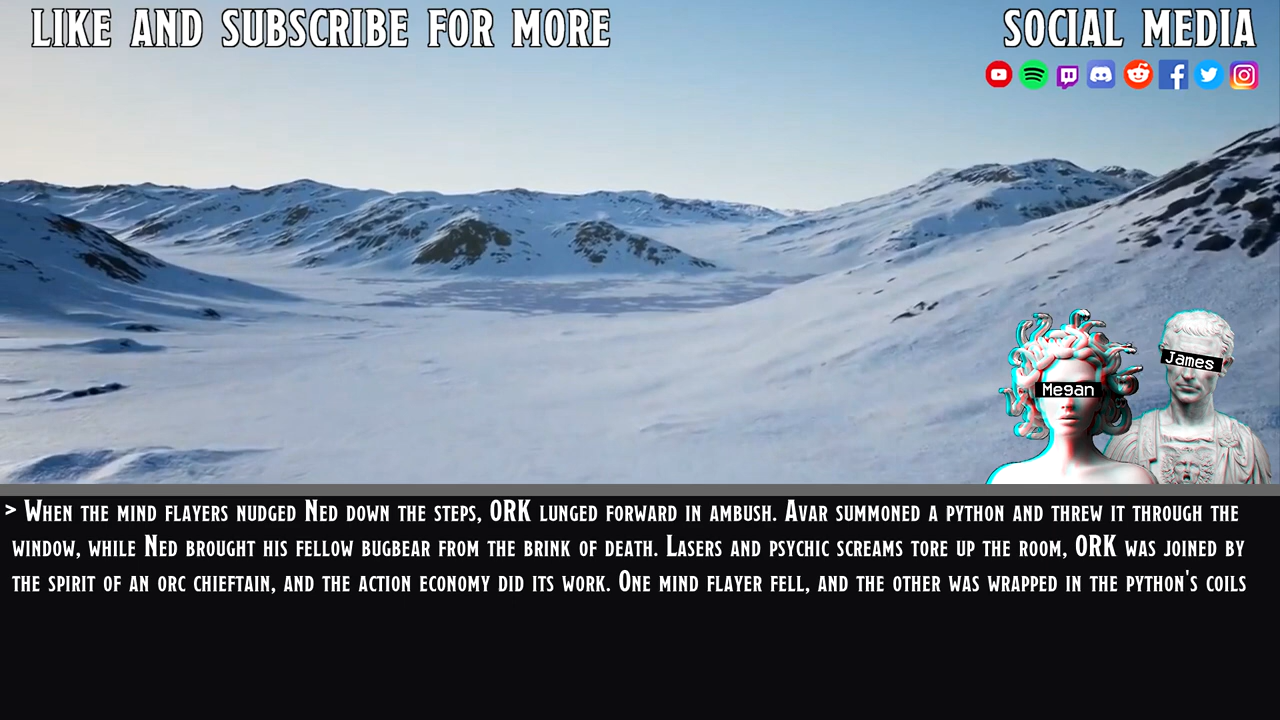 LIKE AND SUBSCRIBE FOR MORE
SOCIAL MEDIA
James
Megan
> When the mind flayers nudged Ned down the steps, ORK lunged forward in ambush. Avar summoned a python and threw it through the
window, while Ned brought his fellow bugbear from the brink of death. Lasers and psychic screams tore up the room, ORK was joined by
the spirit of an orc chieftain, and the action economy did its work. One mind flayer fell, and the other was wrapped in the python's coils